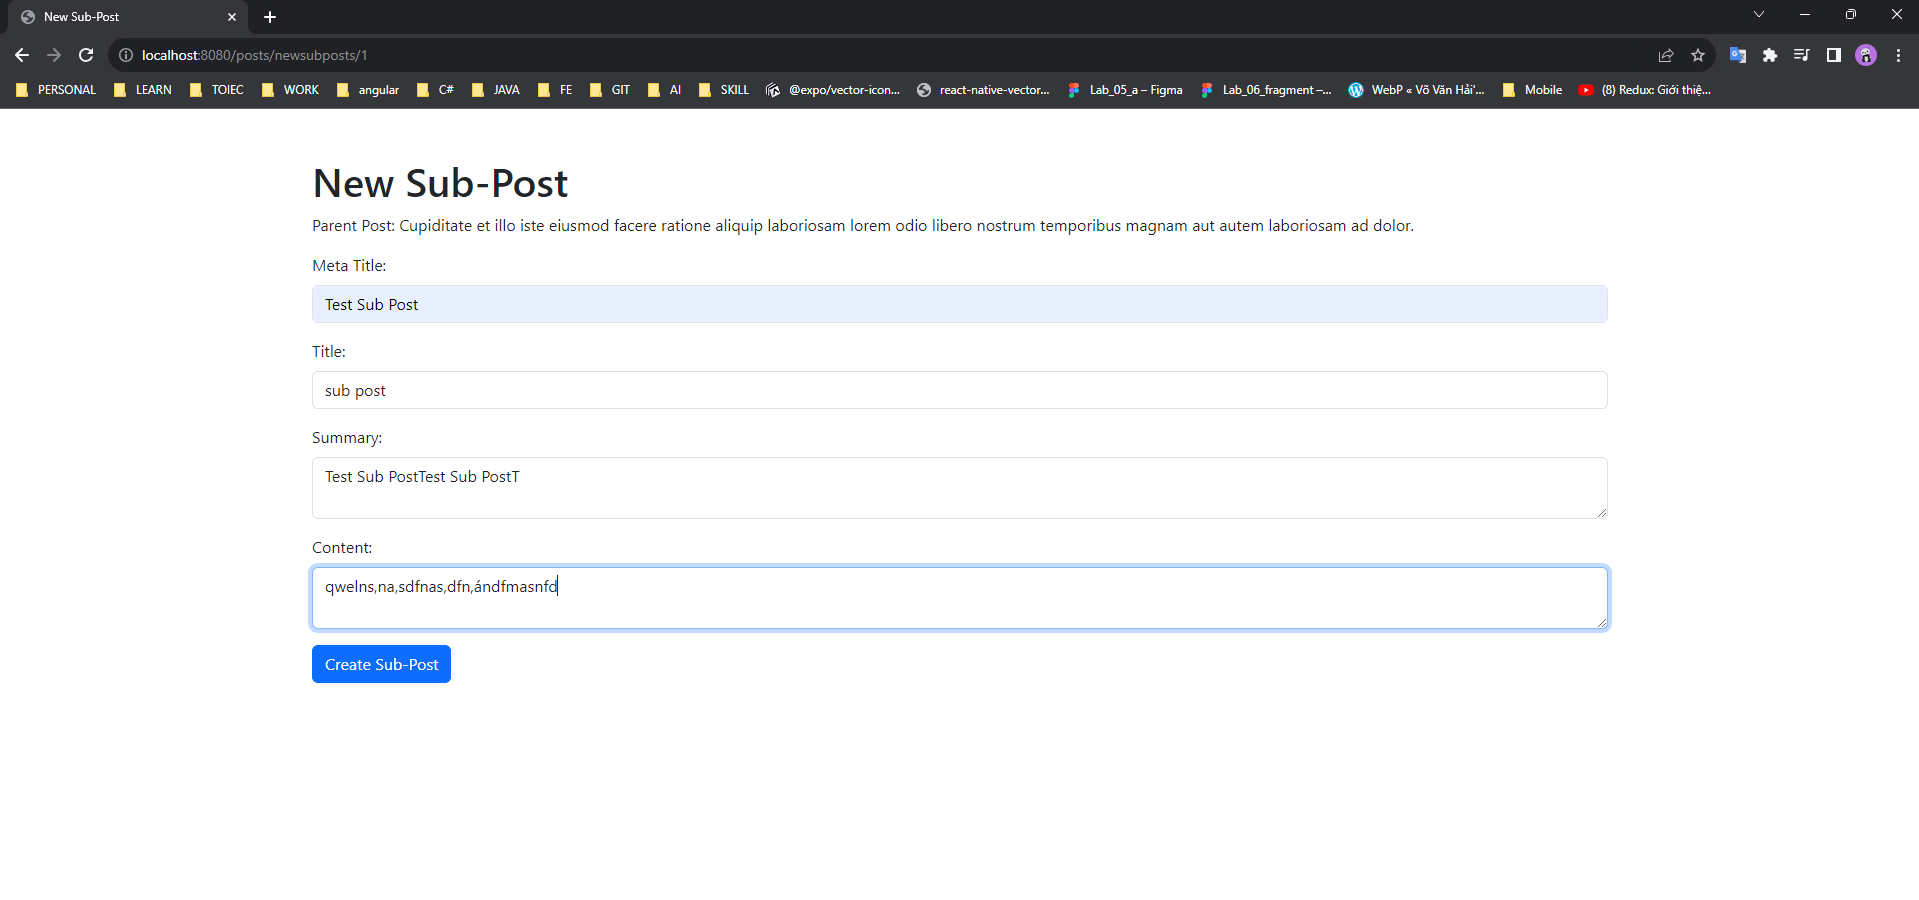 New Sub-Post
localhost:8080/posts/newsubposts/1
PERSONAL LEARN TOIEC WORK angular C# JAVA FE GIT AI SKILL @expo/vector-icon... react-native-vector... Lab_05_a – Figma Lab_06_fragment –... WebP « Võ Văn Hải'... Mobile (8) Redux: Giới thiệ...
New Sub-Post
Parent Post: Cupiditate et illo iste eiusmod facere ratione aliquip laboriosam lorem odio libero nostrum temporibus magnam aut autem laboriosam ad dolor.
Meta Title:
Test Sub Post
Title:
sub post
Summary:
Test Sub PostTest Sub PostT
Content:
qwelns,na,sdfnas,dfn,ándfmasnfd
Create Sub-Post